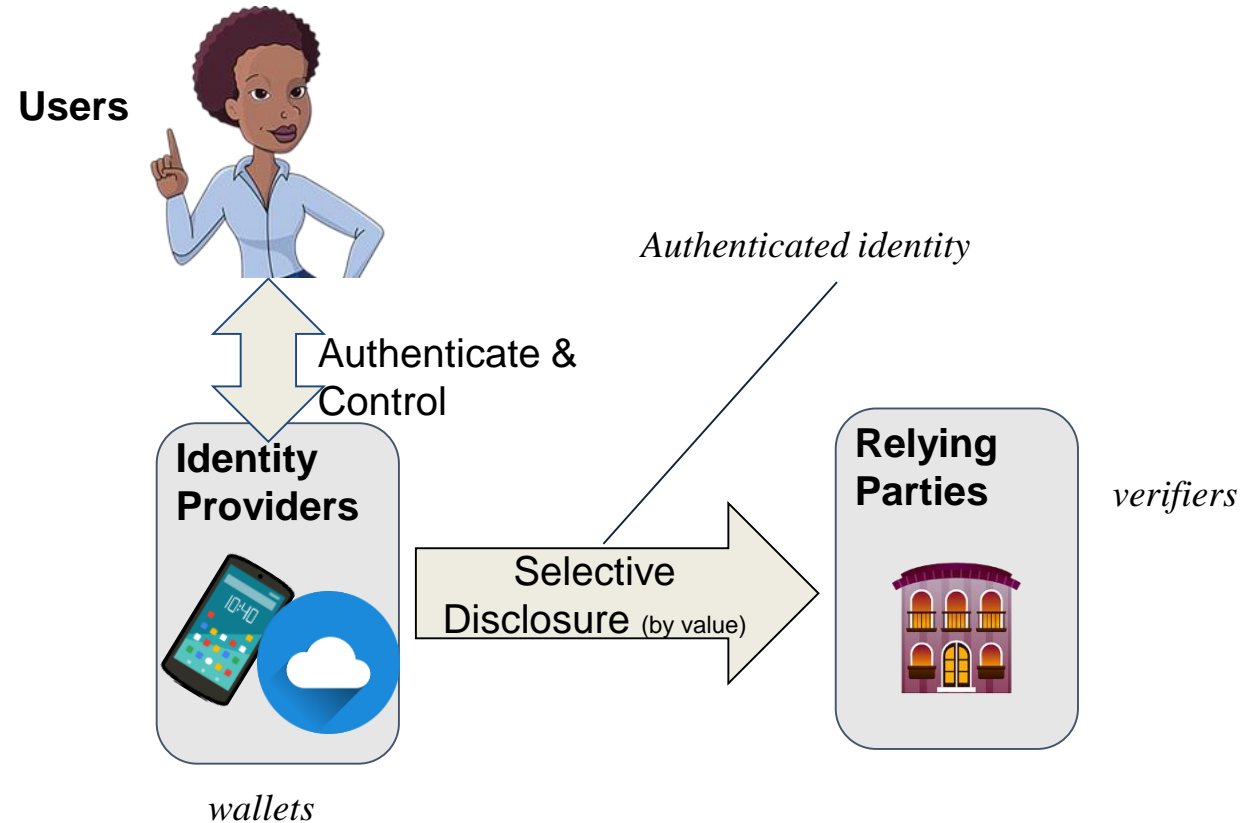 Users
Authenticated identity
Authenticate &
Control
Identity
Providers
10:40
Selective
Disclosure (by value)
Relying
Parties
verifiers
wallets